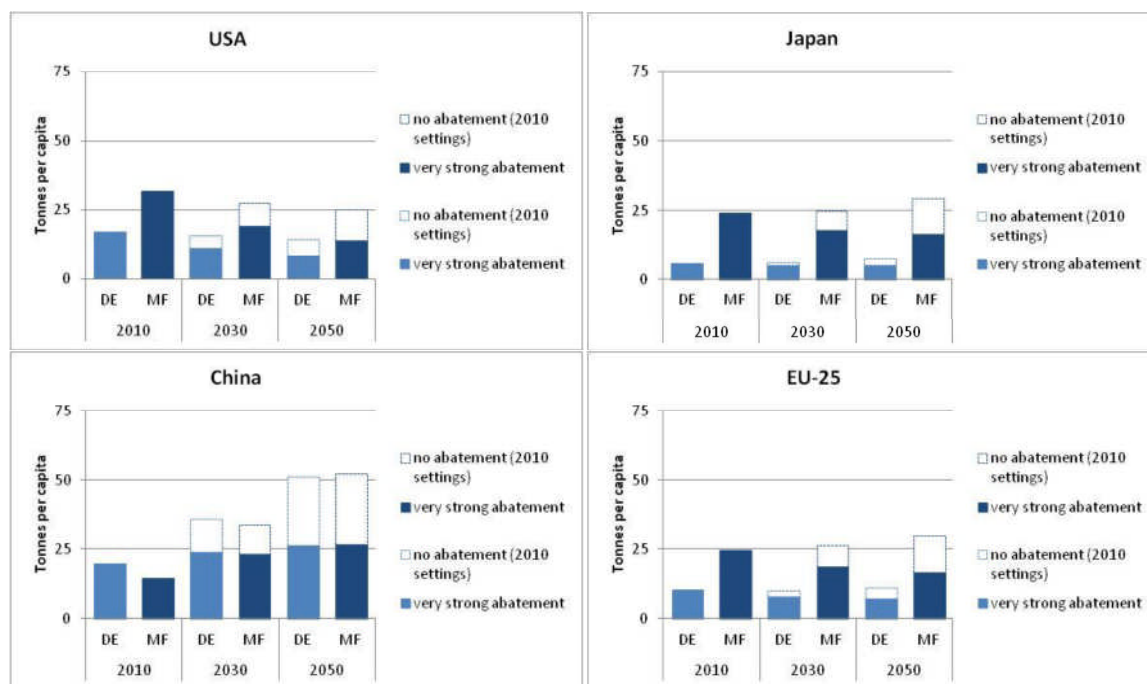 USA
75
50
25
0
Tonnes per capita
DE MF DE MF DE MF
2010 2030 2050
no abatement (2010
settings)
very strong abatement
no abatement (2010
settings)
very strong abatement
Japan
75
50
25
0
Tonnes per capita
DE MF DE MF DE MF
2010 2030 2050
no abatement (2010
settings)
very strong abatement
no abatement (2010
settings)
very strong abatement
China
75
50
25
0
Tonnes per capita
DE MF DE MF DE MF
2010 2030 2050
no abatement (2010
settings)
very strong abatement
no abatement (2010
settings)
very strong abatement
EU-25
75
50
25
0
Tonnes per capita
DE MF DE MF DE MF
2010 2030 2050
no abatement (2010
settings)
very strong abatement
no abatement (2010
settings)
very strong abatement